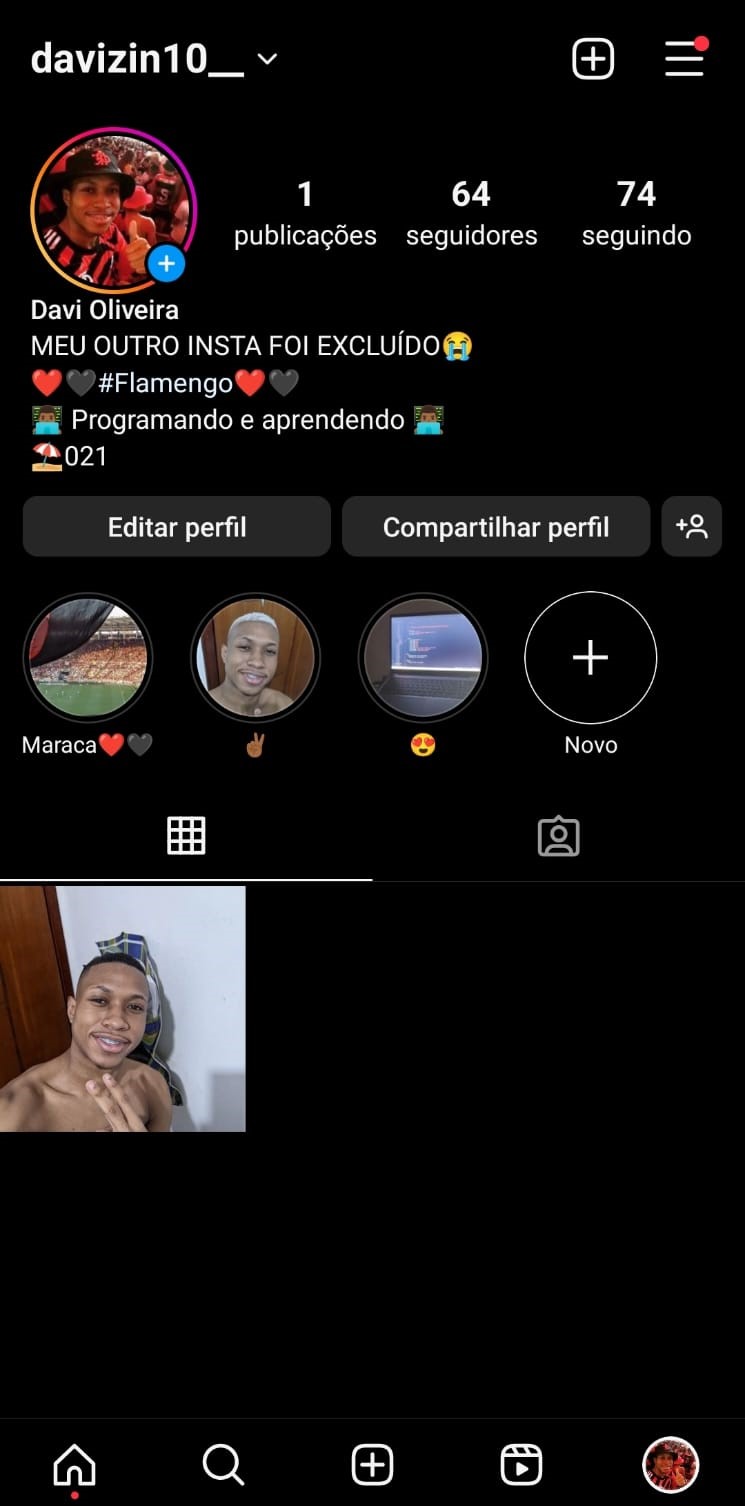 davizin10__
1 64 74
publicações seguidores seguindo
Davi Oliveira
MEU OUTRO INSTA FOI EXCLUÍDO😭
❤️🖤#Flamengo❤️🖤
👨🏾‍💻 Programando e aprendendo 👨🏾‍💻
⛱️021
Editar perfil Compartilhar perfil
Maraca❤️🖤 ✌🏾 😍 Novo